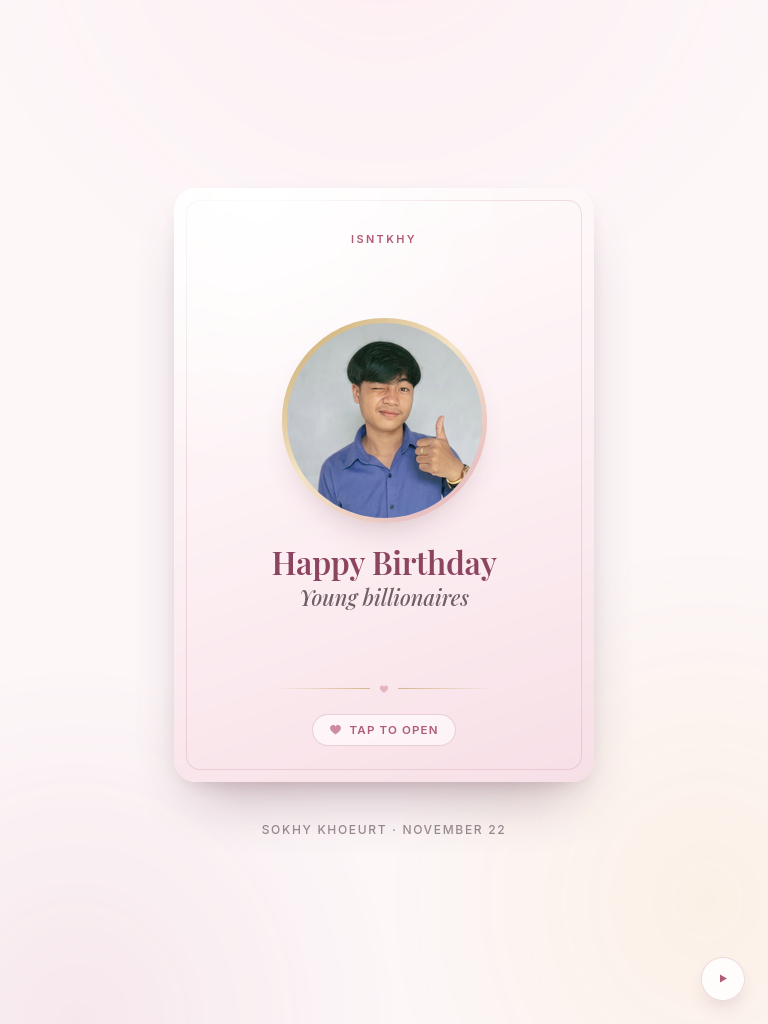 ISNTKHY
Happy Birthday
Young billionaires
TAP TO OPEN
SOKHY KHOEURT · NOVEMBER 22